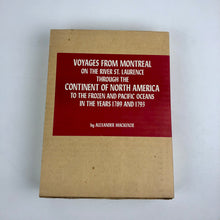 VOYAGES FROM MONTREAL
ON THE RIVER ST. LAURENCE
THROUGH THE
CONTINENT OF NORTH AMERICA
TO THE FROZEN AND PACIFIC OCEANS
IN THE YEARS 1789 AND 1793
by ALEXANDER MACKENZIE